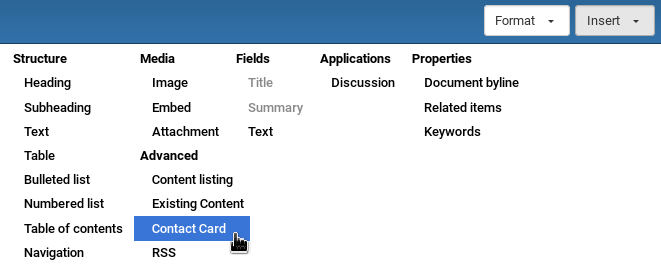 Format
Insert
Structure
Heading
Subheading
Text
Table
Bulleted list
Numbered list
Table of contents
Navigation
Media
Image
Embed
Attachment
Advanced
Content listing
Existing Content
Contact Card
RSS
Fields
Title
Summary
Text
Applications
Discussion
Properties
Document byline
Related items
Keywords